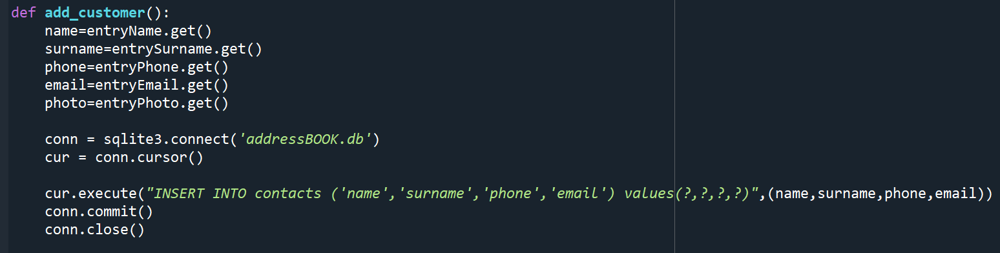 def add_customer():
    name=entryName.get()
    surname=entrySurname.get()
    phone=entryPhone.get()
    email=entryEmail.get()
    photo=entryPhoto.get()
    conn = sqlite3.connect('addressBOOK.db')
    cur = conn.cursor()
    cur.execute("INSERT INTO contacts ('name','surname','phone','email') values(?,?,?,?)",(name,surname,phone,email))
    conn.commit()
    conn.close()